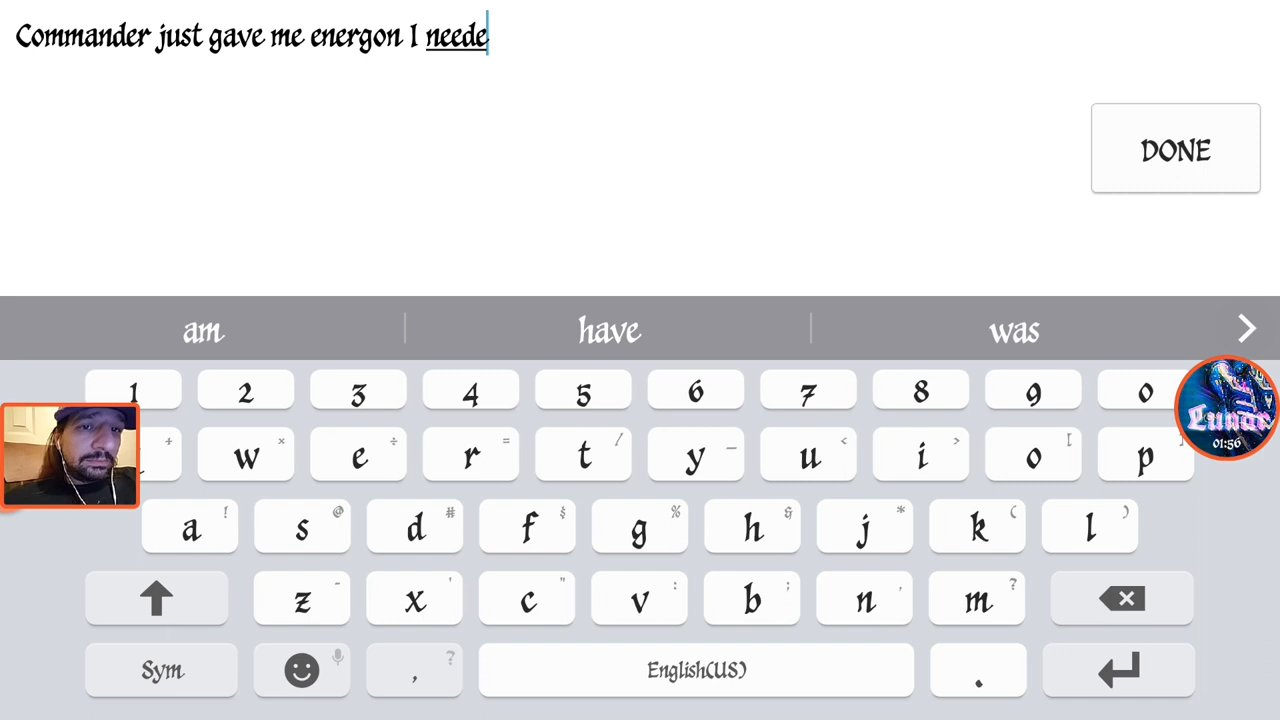 Commander just gave me energon I neede
DONE
am have was
1 2 3 4 5 6 7 8 9 0
+ × ÷ = / _ < > [ ]
w e r t y u i o p
! @ # $ % & * ( )
a s d f g h j k l
- ' " : ; , ?
z x c v b n m
Sym , ? English(US) .
Lunar
01:56